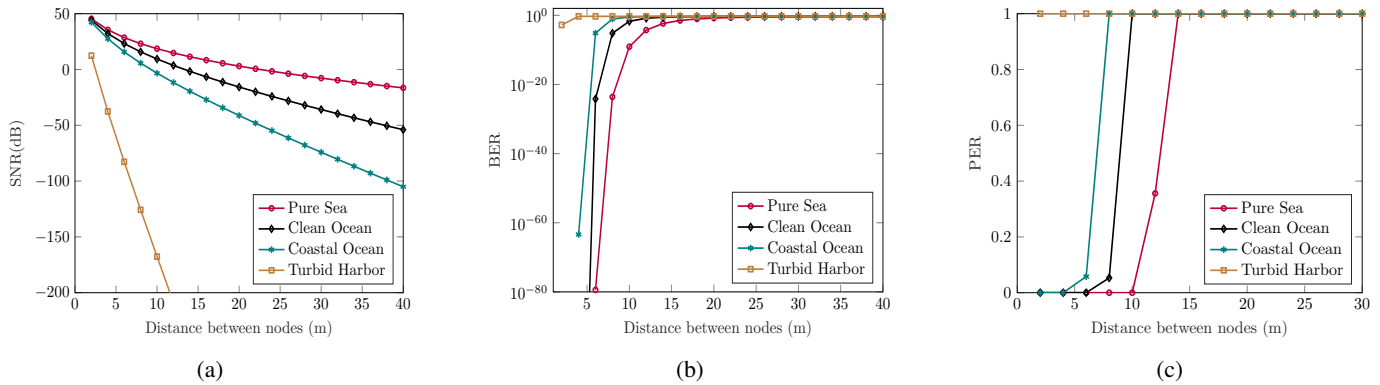 50
0
−50
−100
−150
−200
SNR(dB)
0 5 10 15 20 25 30 35 40
Distance between nodes (m)
Pure Sea
Clean Ocean
Coastal Ocean
Turbid Harbor
(a)
10^0
10^−20
10^−40
10^−60
10^−80
BER
0 5 10 15 20 25 30 35 40
Distance between nodes (m)
Pure Sea
Clean Ocean
Coastal Ocean
Turbid Harbor
(b)
1
0.8
0.6
0.4
0.2
0
PER
0 5 10 15 20 25 30
Distance between nodes (m)
Pure Sea
Clean Ocean
Coastal Ocean
Turbid Harbor
(c)